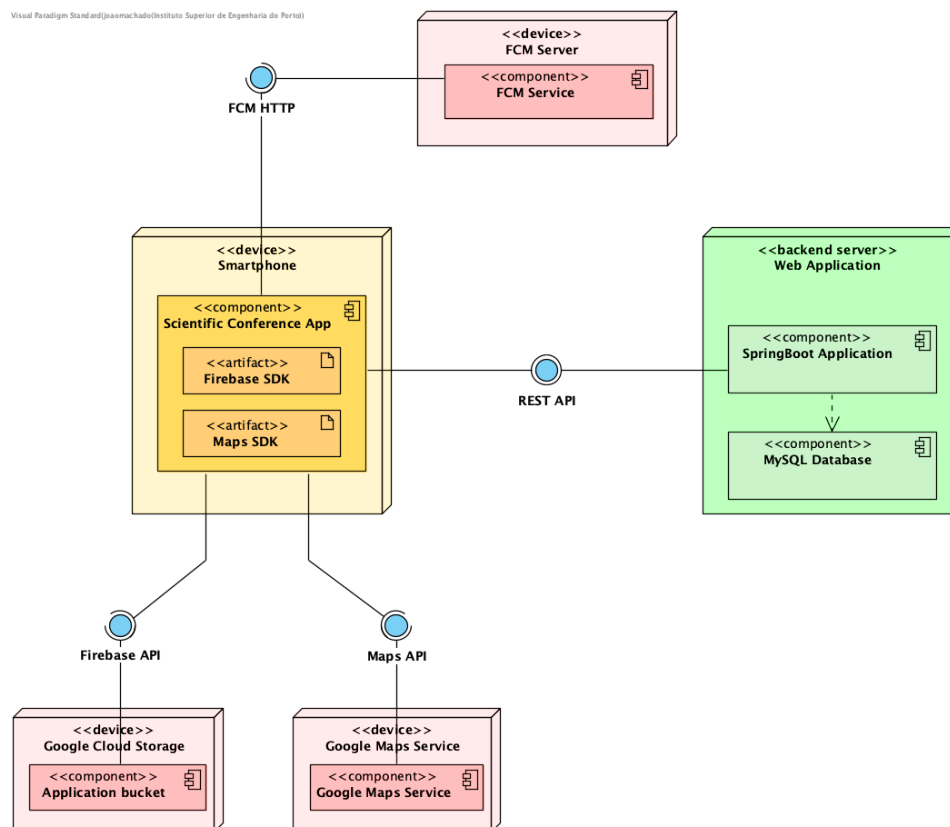 Visual Paradigm Standard(joaomachado(Instituto Superior de Engenharia do Porto))
<<device>>
FCM Server
<<component>>
FCM Service
FCM HTTP
<<device>>
Smartphone
<<component>>
Scientific Conference App
<<artifact>>
Firebase SDK
<<artifact>>
Maps SDK
REST API
<<backend server>>
Web Application
<<component>>
SpringBoot Application
<<component>>
MySQL Database
Firebase API
Maps API
<<device>>
Google Cloud Storage
<<component>>
Application bucket
<<device>>
Google Maps Service
<<component>>
Google Maps Service